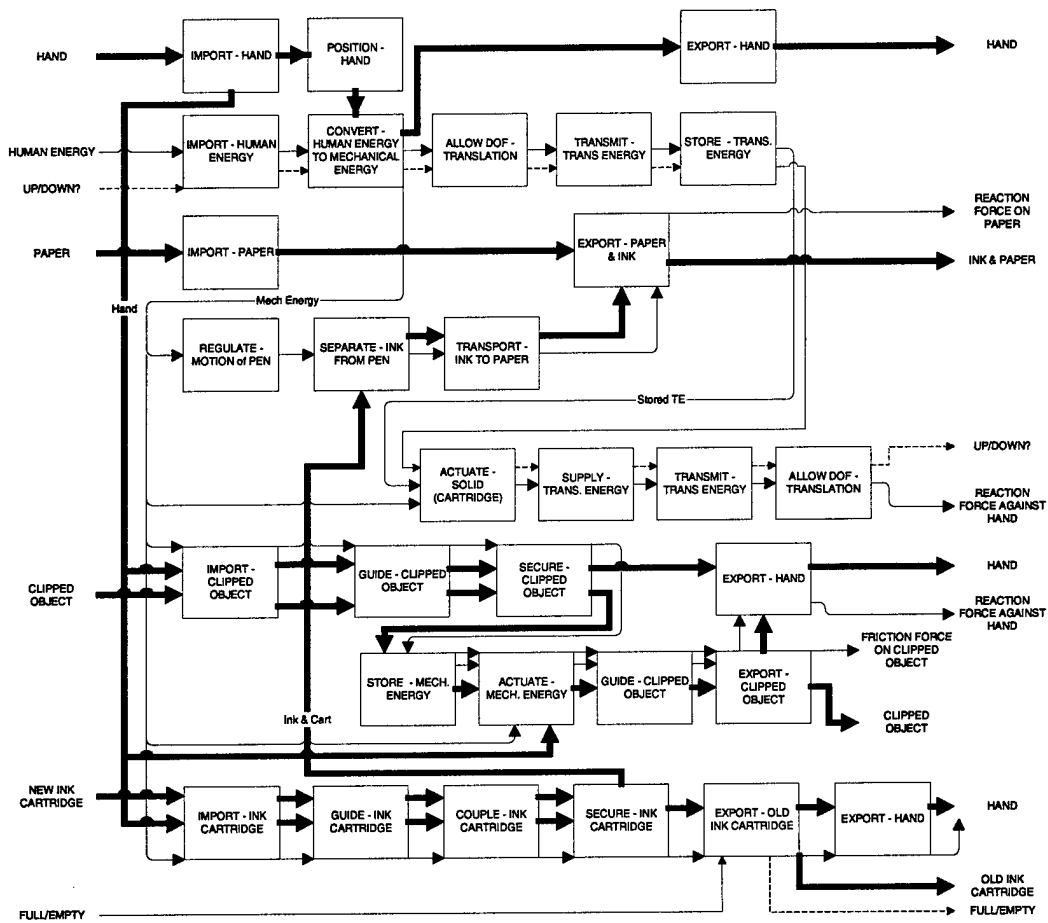 HAND
IMPORT - HAND
POSITION -
HAND
EXPORT - HAND
HAND
HUMAN ENERGY
UP/DOWN?
IMPORT - HUMAN
ENERGY
CONVERT -
HUMAN ENERGY
TO MECHANICAL
ENERGY
ALLOW DOF -
TRANSLATION
TRANSMIT -
TRANS ENERGY
STORE - TRANS.
ENERGY
REACTION
FORCE ON
PAPER
PAPER
IMPORT - PAPER
EXPORT - PAPER
& INK
INK & PAPER
Hand
Mech Energy
REGULATE -
MOTION of PEN
SEPARATE - INK
FROM PEN
TRANSPORT -
INK TO PAPER
Stored TE
ACTUATE -
SOLID
(CARTRIDGE)
SUPPLY -
TRANS. ENERGY
TRANSMIT -
TRANS ENERGY
ALLOW DOF -
TRANSLATION
UP/DOWN?
REACTION
FORCE AGAINST
HAND
CLIPPED
OBJECT
IMPORT -
CLIPPED
OBJECT
GUIDE - CLIPPED
OBJECT
SECURE -
CLIPPED
OBJECT
EXPORT - HAND
HAND
REACTION
FORCE AGAINST
HAND
STORE - MECH.
ENERGY
ACTUATE -
MECH. ENERGY
GUIDE - CLIPPED
OBJECT
EXPORT -
CLIPPED
OBJECT
FRICTION FORCE
ON CLIPPED
OBJECT
CLIPPED
OBJECT
Ink & Cart
NEW INK
CARTRIDGE
IMPORT - INK
CARTRIDGE
GUIDE - INK
CARTRIDGE
COUPLE - INK
CARTRIDGE
SECURE - INK
CARTRIDGE
EXPORT - OLD
INK CARTRIDGE
EXPORT - HAND
HAND
OLD INK
CARTRIDGE
FULL/EMPTY
FULL/EMPTY